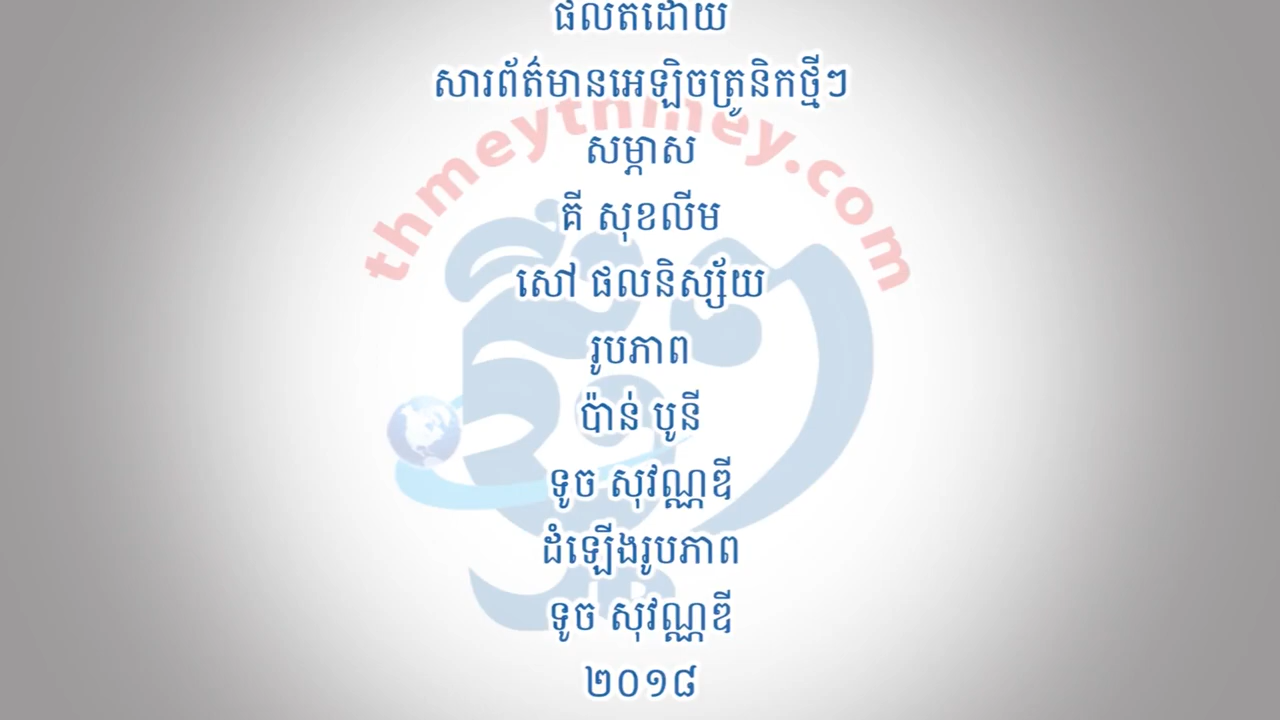 ផលិតដោយ
សារព័ត៌មានអេឡិចត្រូនិកថ្មីៗ
thmeythmey.com
សម្ភាស
គី សុខលីម
សៅ ផលនិស្ស័យ
រូបភាព
ប៉ាន់ បូនី
ទូច សុវណ្ណឌី
ដំឡើងរូបភាព
ទូច សុវណ្ណឌី
២០១៨